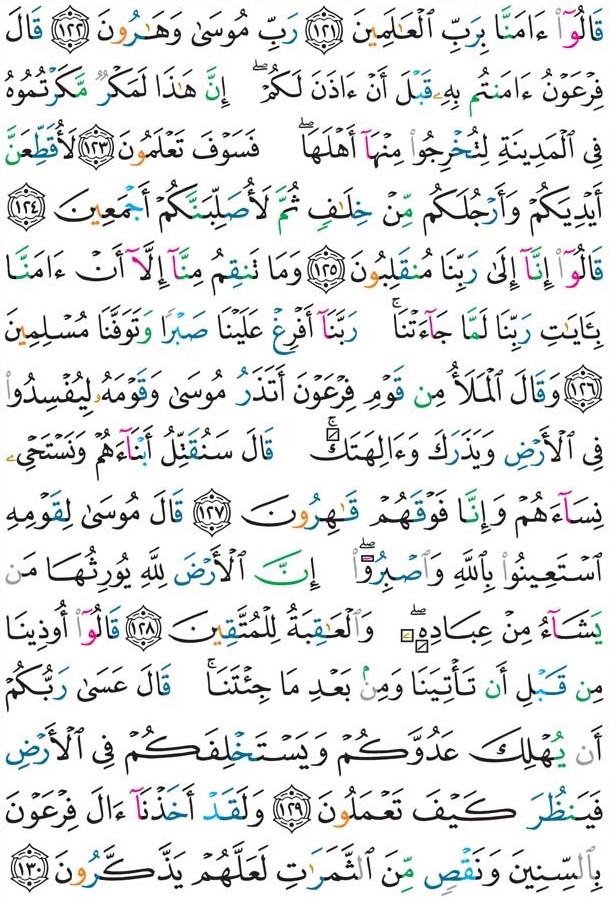 قَالُوٓا۟ ءَامَنَّا بِرَبِّ ٱلْعَٰلَمِينَ ١٢١ رَبِّ مُوسَىٰ وَهَٰرُونَ ١٢٢ قَالَ
فِرْعَوْنُ ءَامَنتُم بِهِۦ قَبْلَ أَنْ ءَاذَنَ لَكُمْ ۖ إِنَّ هَٰذَا لَمَكْرٌ مَّكَرْتُمُوهُ
فِى ٱلْمَدِينَةِ لِتُخْرِجُوا۟ مِنْهَآ أَهْلَهَا ۖ فَسَوْفَ تَعْلَمُونَ ١٢٣ لَأُقَطِّعَنَّ
أَيْدِيَكُمْ وَأَرْجُلَكُم مِّنْ خِلَٰفٍ ثُمَّ لَأُصَلِّبَنَّكُمْ أَجْمَعِينَ ١٢٤
قَالُوٓا۟ إِنَّآ إِلَىٰ رَبِّنَا مُنقَلِبُونَ ١٢٥ وَمَا تَنقِمُ مِنَّآ إِلَّآ أَنْ ءَامَنَّا
بِـَٔايَٰتِ رَبِّنَا لَمَّا جَآءَتْنَا ۚ رَبَّنَآ أَفْرِغْ عَلَيْنَا صَبْرًا وَتَوَفَّنَا مُسْلِمِينَ
١٢٦ وَقَالَ ٱلْمَلَأُ مِن قَوْمِ فِرْعَوْنَ أَتَذَرُ مُوسَىٰ وَقَوْمَهُۥ لِيُفْسِدُوا۟
فِى ٱلْأَرْضِ وَيَذَرَكَ وَءَالِهَتَكَ ۚ قَالَ سَنُقَتِّلُ أَبْنَآءَهُمْ وَنَسْتَحْىِۦ
نِسَآءَهُمْ وَإِنَّا فَوْقَهُمْ قَٰهِرُونَ ١٢٧ قَالَ مُوسَىٰ لِقَوْمِهِ
ٱسْتَعِينُوا۟ بِٱللَّهِ وَٱصْبِرُوٓا۟ ۖ إِنَّ ٱلْأَرْضَ لِلَّهِ يُورِثُهَا مَن
يَشَآءُ مِنْ عِبَادِهِۦ ۖ وَٱلْعَٰقِبَةُ لِلْمُتَّقِينَ ١٢٨ قَالُوٓا۟ أُوذِينَا
مِن قَبْلِ أَن تَأْتِيَنَا وَمِنۢ بَعْدِ مَا جِئْتَنَا ۚ قَالَ عَسَىٰ رَبُّكُمْ
أَن يُهْلِكَ عَدُوَّكُمْ وَيَسْتَخْلِفَكُمْ فِى ٱلْأَرْضِ
فَيَنظُرَ كَيْفَ تَعْمَلُونَ ١٢٩ وَلَقَدْ أَخَذْنَآ ءَالَ فِرْعَوْنَ
بِٱلسِّنِينَ وَنَقْصٍ مِّنَ ٱلثَّمَرَٰتِ لَعَلَّهُمْ يَذَّكَّرُونَ ١٣٠